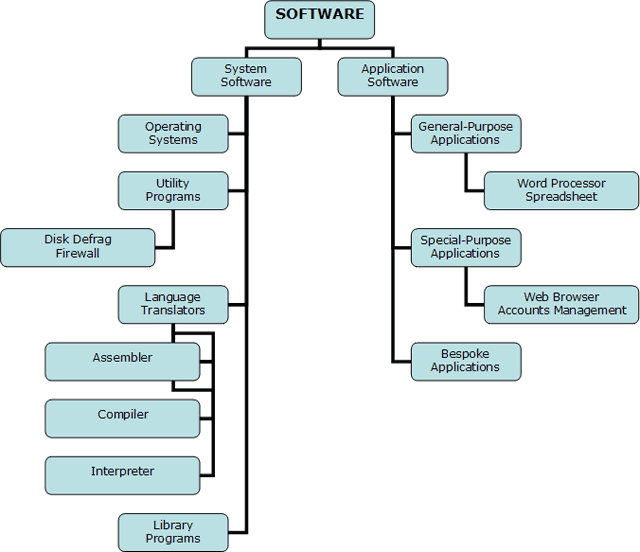 SOFTWARE
System
Software
Application
Software
Operating
Systems
General-Purpose
Applications
Utility
Programs
Word Processor
Spreadsheet
Disk Defrag
Firewall
Special-Purpose
Applications
Language
Translators
Web Browser
Accounts Management
Assembler
Bespoke
Applications
Compiler
Interpreter
Library
Programs